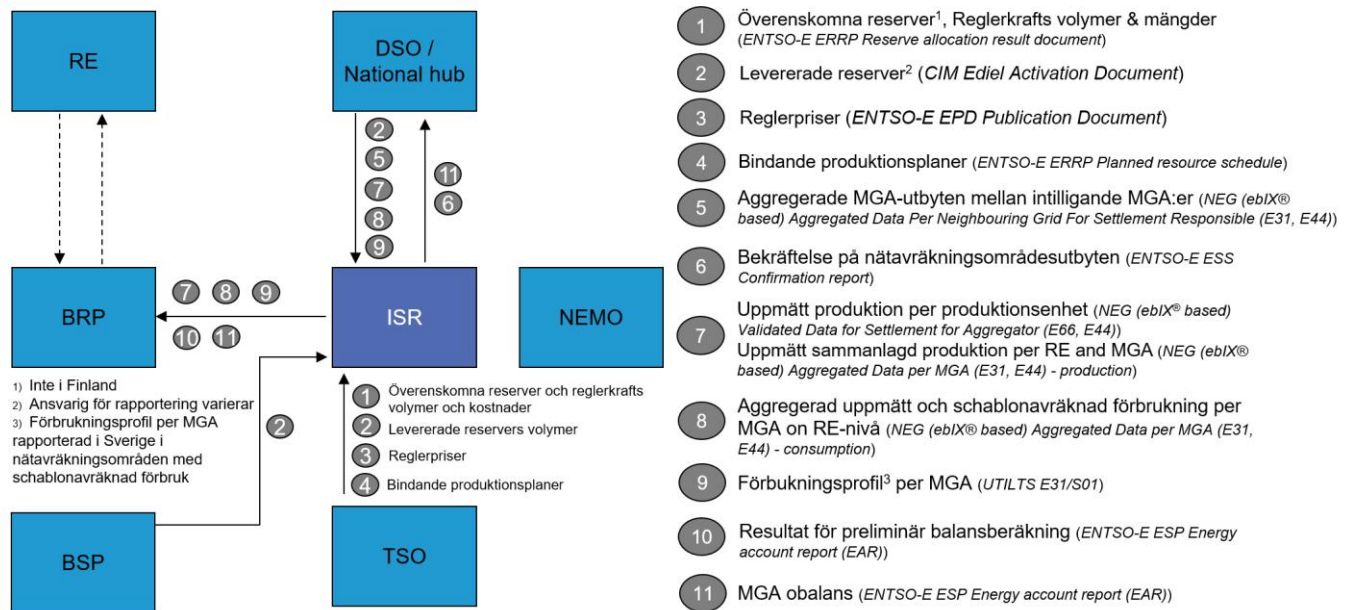 RE
DSO /
National hub
2
5
7
8
9
11
6
BRP
7 8 9
10 11
ISR
NEMO
1) Inte i Finland
2) Ansvarig för rapportering varierar
3) Förbrukningsprofil per MGA
rapporterad i Sverige i
nätavräkningsområden med
schablonavräknad förbruk
2
1 Överenskomna reserver och reglerkrafts
volymer och kostnader
2 Levererade reservers volymer
3 Reglerpriser
4 Bindande produktionsplaner
BSP
TSO
1 Överenskomna reserver¹, Reglerkrafts volymer & mängder
(ENTSO-E ERRP Reserve allocation result document)
2 Levererade reserver² (CIM Ediel Activation Document)
3 Reglerpriser (ENTSO-E EPD Publication Document)
4 Bindande produktionsplaner (ENTSO-E ERRP Planned resource schedule)
5 Aggregerade MGA-utbyten mellan intilligande MGA:er (NEG (ebIX®
based) Aggregated Data Per Neighbouring Grid For Settlement Responsible (E31, E44))
6 Bekräftelse på nätavräkningsområdesutbyten (ENTSO-E ESS
Confirmation report)
7 Uppmätt produktion per produktionsenhet (NEG (ebIX® based)
Validated Data for Settlement for Aggregator (E66, E44))
Uppmätt sammanlagd produktion per RE and MGA (NEG (ebIX®
based) Aggregated Data per MGA (E31, E44) - production)
8 Aggregerad uppmätt och schablonavräknad förbrukning per
MGA on RE-nivå (NEG (ebIX® based) Aggregated Data per MGA (E31,
E44) - consumption)
9 Förbukningsprofil³ per MGA (UTILTS E31/S01)
10 Resultat för preliminär balansberäkning (ENTSO-E ESP Energy
account report (EAR))
11 MGA obalans (ENTSO-E ESP Energy account report (EAR))